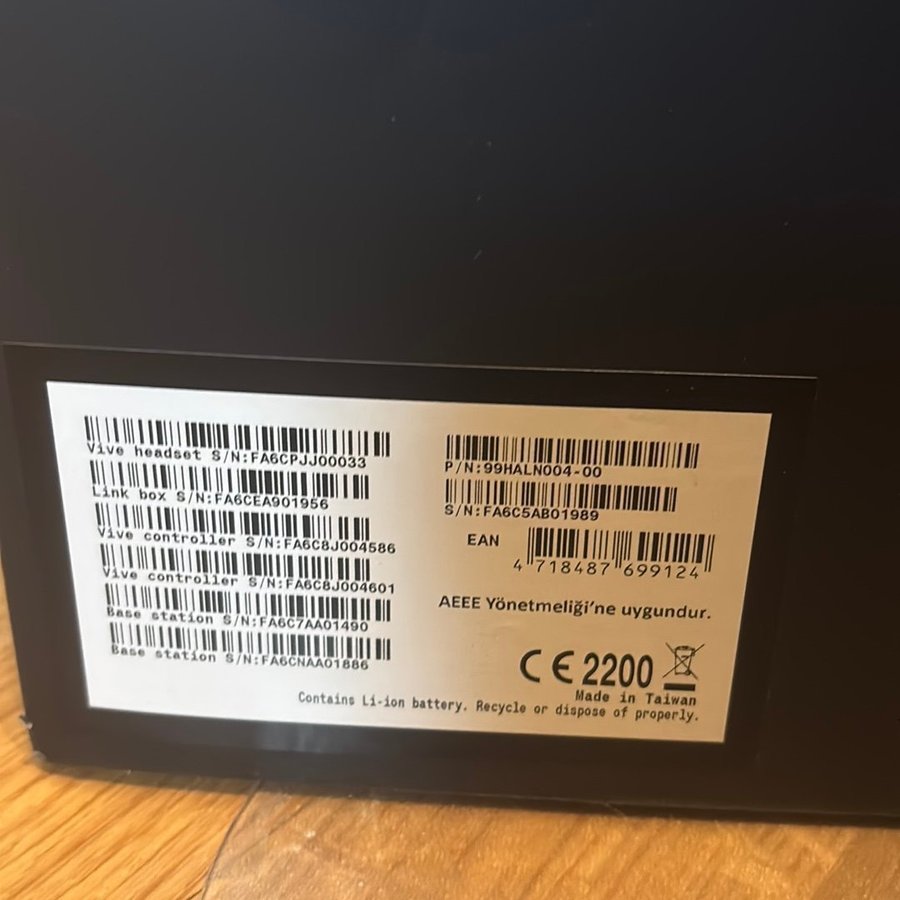 Vive headset S/N:FA6CPJJ00033
Link box S/N:FA6CEA901956
Vive controller S/N:FA6C8J004586
Vive controller S/N:FA6C8J004601
Base station S/N:FA6C7AA01490
Base station S/N:FA6CNAA01886
P/N:99HALN004-00
S/N:FA6C5AB01989
EAN
4 718487 699124
AEEE Yönetmeliği'ne uygundur.
CE 2200
Made in Taiwan
Contains Li-ion battery. Recycle or dispose of properly.